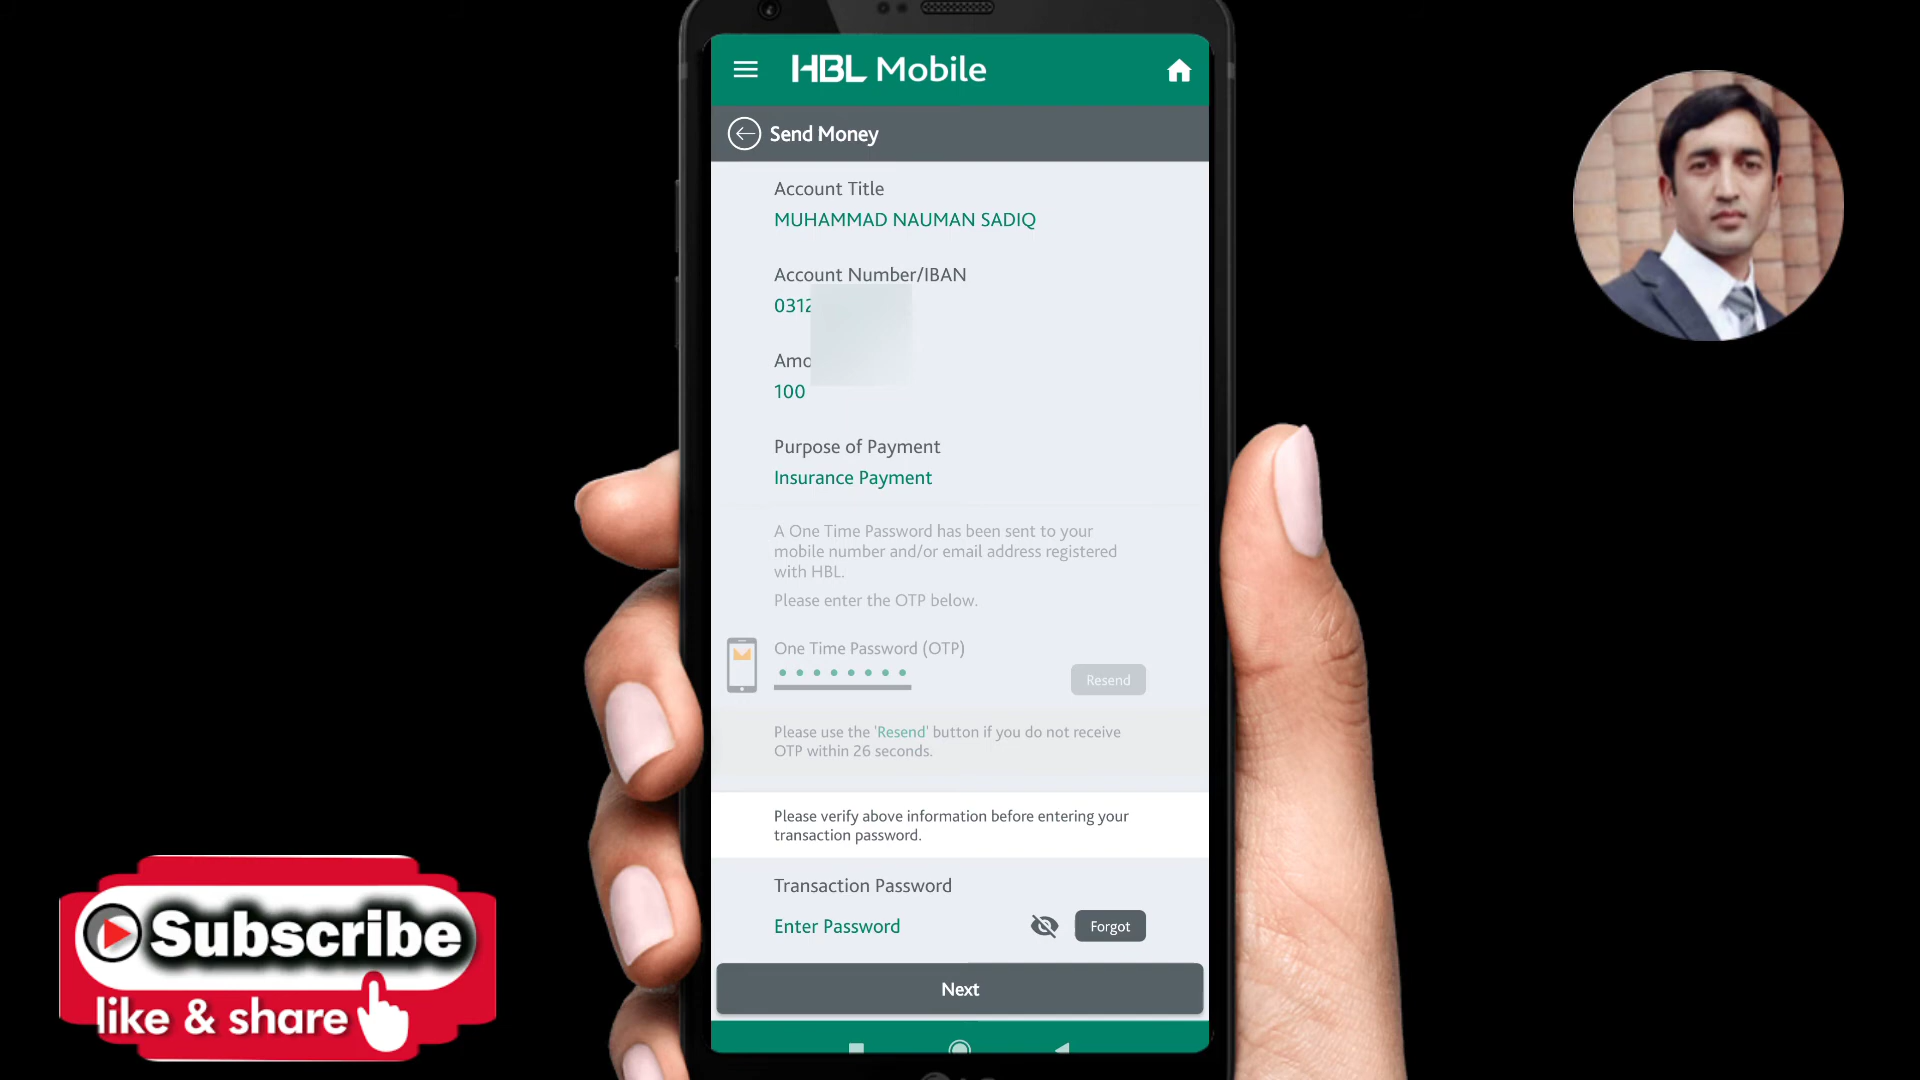 HBL Mobile
Send Money
Account Title
MUHAMMAD NAUMAN SADIQ
Account Number/IBAN
0312
Amo
100
Purpose of Payment
Insurance Payment
A One Time Password has been sent to your
mobile number and/or email address registered
with HBL.
Please enter the OTP below.
One Time Password (OTP)
Resend
Please use the 'Resend' button if you do not receive
OTP within 26 seconds.
Please verify above information before entering your
transaction password.
Transaction Password
Enter Password
Forgot
Next
Subscribe
like & share